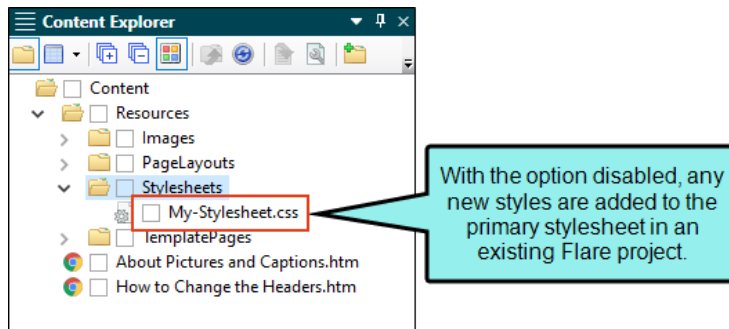 Content Explorer
Content
Resources
Images
PageLayouts
Stylesheets
My-Stylesheet.css
TemplatePages
About Pictures and Captions.htm
How to Change the Headers.htm
With the option disabled, any
new styles are added to the
primary stylesheet in an
existing Flare project.